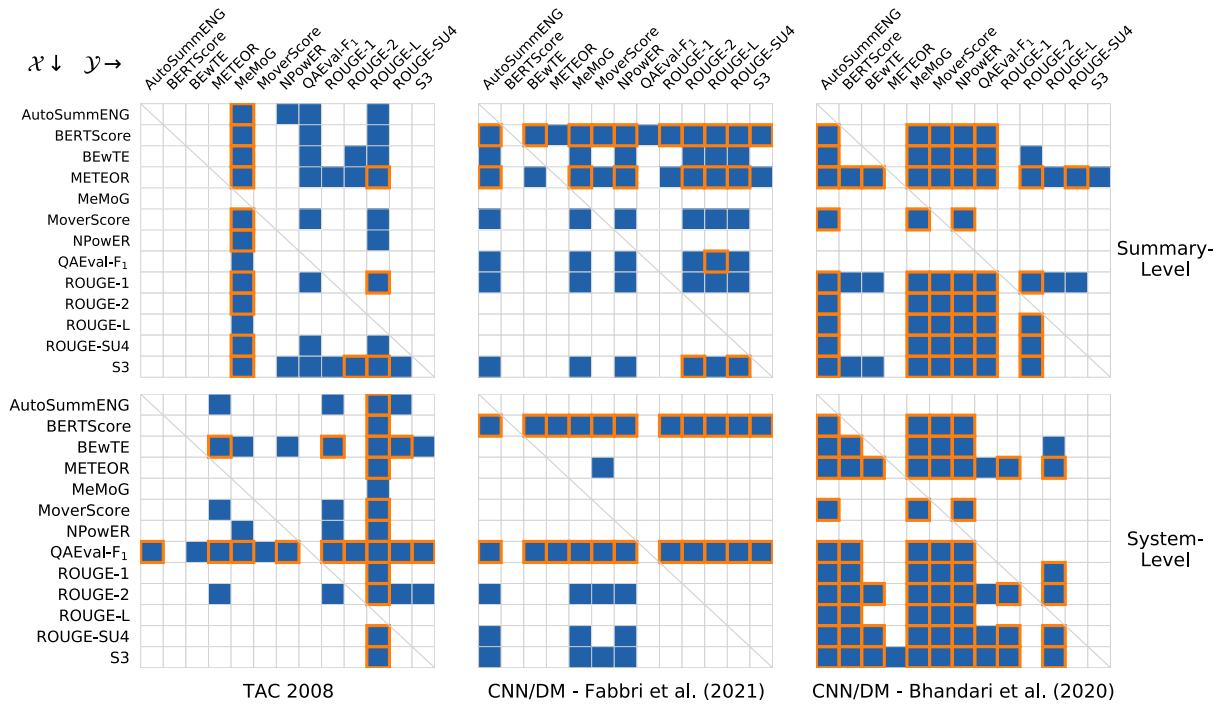 𝒳 ↓ 𝒴 →
AutoSummENG
BERTScore
BEwTE
METEOR
MeMoG
MoverScore
NPowER
QAEval-F₁
ROUGE-1
ROUGE-2
ROUGE-L
ROUGE-SU4
S3
AutoSummENG
BERTScore
BEwTE
METEOR
MeMoG
MoverScore
NPowER
QAEval-F₁
ROUGE-1
ROUGE-2
ROUGE-L
ROUGE-SU4
S3
AutoSummENG
BERTScore
BEwTE
METEOR
MeMoG
MoverScore
NPowER
QAEval-F₁
ROUGE-1
ROUGE-2
ROUGE-L
ROUGE-SU4
S3
AutoSummENG
BERTScore
BEwTE
METEOR
MeMoG
MoverScore
NPowER
QAEval-F₁
ROUGE-1
ROUGE-2
ROUGE-L
ROUGE-SU4
S3
Summary-
Level
AutoSummENG
BERTScore
BEwTE
METEOR
MeMoG
MoverScore
NPowER
QAEval-F₁
ROUGE-1
ROUGE-2
ROUGE-L
ROUGE-SU4
S3
System-
Level
TAC 2008
CNN/DM - Fabbri et al. (2021)
CNN/DM - Bhandari et al. (2020)